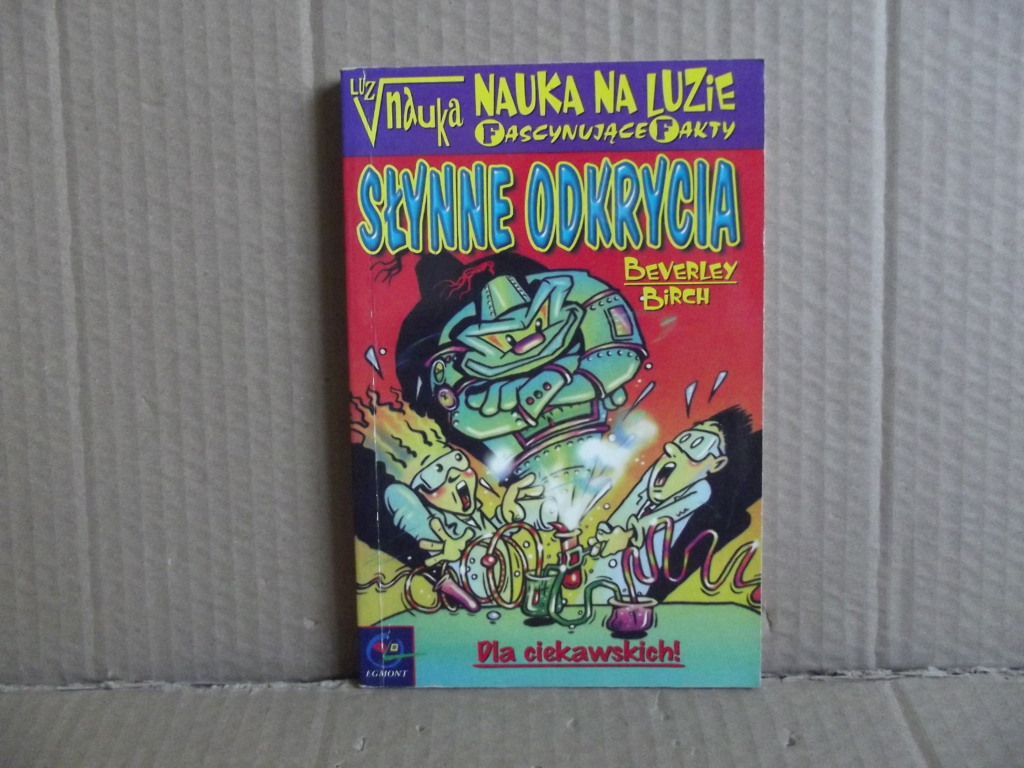 LUZ
nauka
NAUKA NA LUZIE
FASCYNUJĄCE FAKTY
SŁYNNE ODKRYCIA
BEVERLEY
BIRCH
Dla ciekawskich!
EGMONT